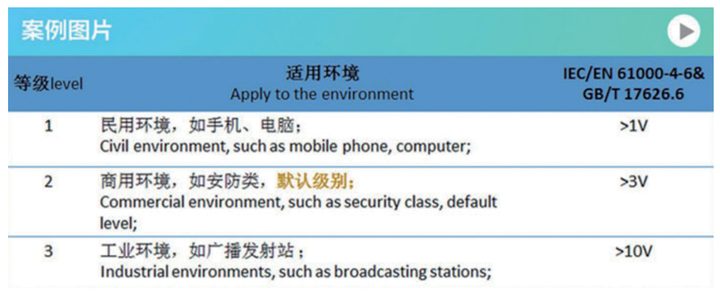 案例图片
等级level
适用环境
Apply to the environment
IEC/EN 61000-4-6&
GB/T 17626.6
1
民用环境，如手机、电脑；
Civil environment, such as mobile phone, computer;
>1V
2
商用环境，如安防类，默认级别；
Commercial environment, such as security class, default
level;
>3V
3
工业环境，如广播发射站；
Industrial environments, such as broadcasting stations;
>10V